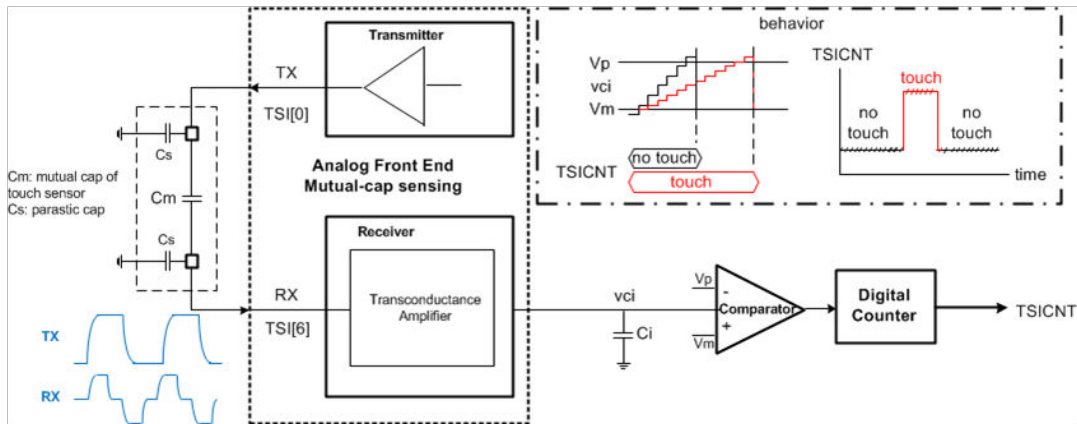 behavior
Transmitter
TX
TSI[0]
Cs
Cm: mutual cap of
touch sensor
Cs: parastic cap
Cm
Cs
Analog Front End
Mutual-cap sensing
Receiver
Transconductance
Amplifier
RX
TSI[6]
TX
RX
Vp
vci
Vm
TSICNT
no touch
touch
TSICNT
touch
no
touch
no
touch
time
vci
Ci
Vp
-
Comparator
+
Vm
Digital
Counter
TSICNT